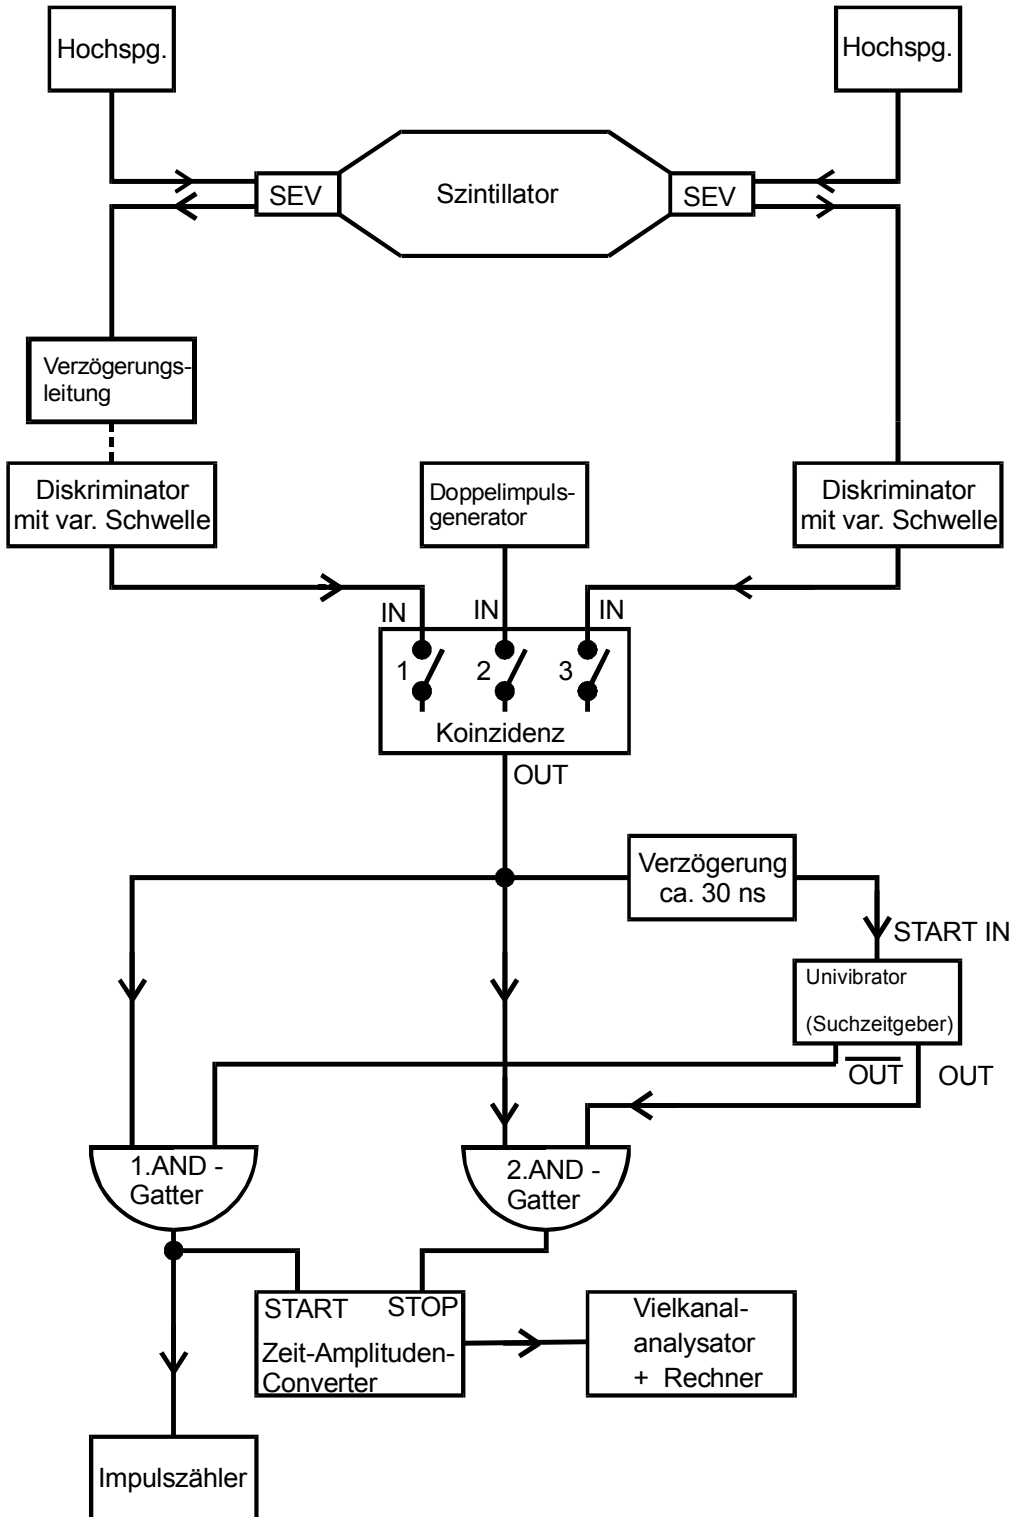 Hochspg.
Hochspg.
SEV
Szintillator
SEV
Verzögerungs-
leitung
Diskriminator
mit var. Schwelle
Doppelimpuls-
generator
Diskriminator
mit var. Schwelle
IN
IN
IN
1
2
3
Koinzidenz
OUT
Verzögerung
ca. 30 ns
START IN
Univibrator
(Suchzeitgeber)
OUT
OUT
1.AND -
Gatter
2.AND -
Gatter
START
STOP
Zeit-Amplituden-
Converter
Vielkanal-
analysator
+ Rechner
Impulszähler